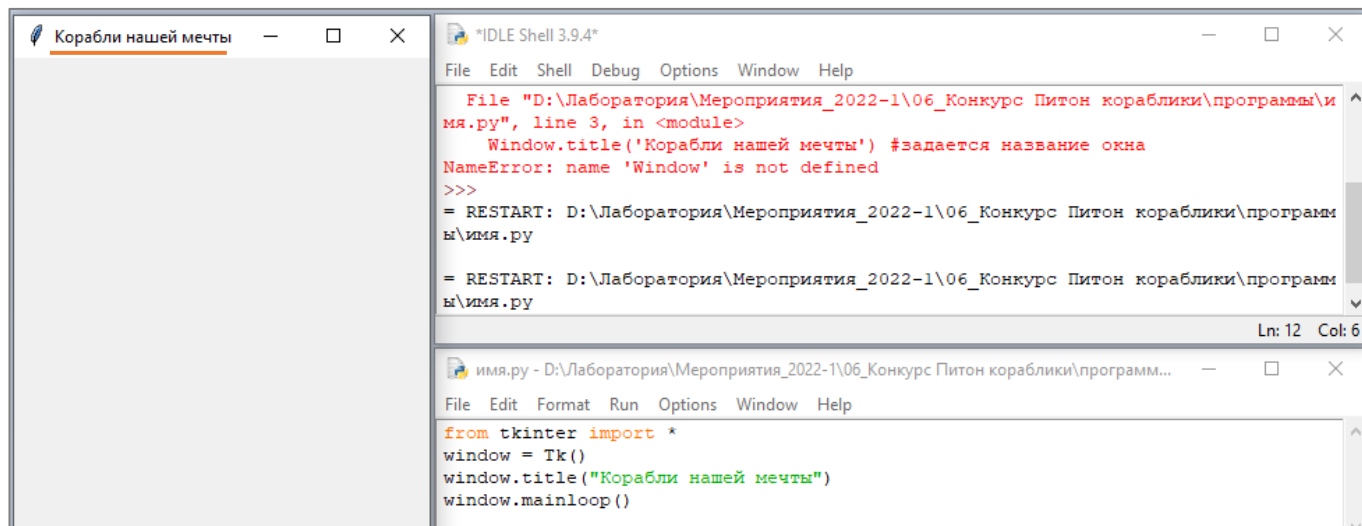 Корабли нашей мечты
*IDLE Shell 3.9.4*
File Edit Shell Debug Options Window Help
File "D:\Лаборатория\Мероприятия_2022-1\06_Конкурс Питон кораблики\программы\и
мя.py", line 3, in <module>
Window.title('Корабли нашей мечты') #задается название окна
NameError: name 'Window' is not defined
>>>
= RESTART: D:\Лаборатория\Мероприятия_2022-1\06_Конкурс Питон кораблики\программ
ы\имя.py
= RESTART: D:\Лаборатория\Мероприятия_2022-1\06_Конкурс Питон кораблики\программ
ы\имя.py
Ln: 12 Col: 6
имя.py - D:\Лаборатория\Мероприятия_2022-1\06_Конкурс Питон кораблики\программ...
File Edit Format Run Options Window Help
from tkinter import *
window = Tk()
window.title("Корабли нашей мечты")
window.mainloop()